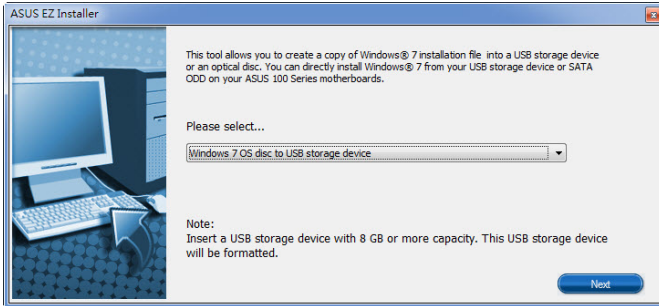 ASUS EZ Installer
This tool allows you to create a copy of Windows® 7 installation file into a USB storage device
or an optical disc. You can directly install Windows® 7 from your USB storage device or SATA
ODD on your ASUS 100 Series motherboards.
Please select...
Windows 7 OS disc to USB storage device
Note:
Insert a USB storage device with 8 GB or more capacity. This USB storage device
will be formatted.
Next